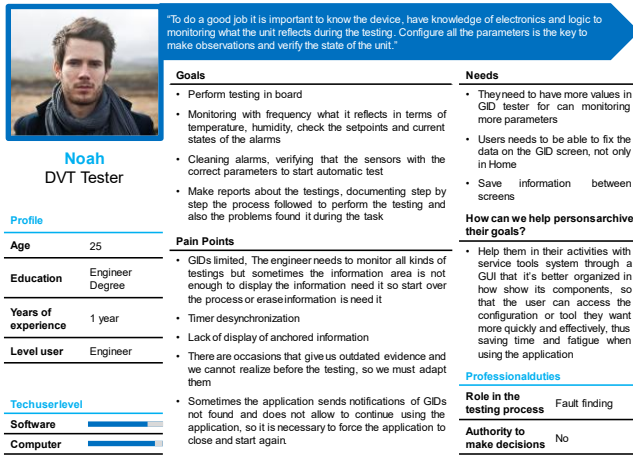 "To do a good job it is important to know the device, have knowledge of electronics and logic to
monitoring what the unit reflects during the testing. Configure all the parameters is the key to
make observations and verify the state of the unit."
Noah
DVT Tester
Profile
Age 25
Education Engineer
Degree
Years of
experience 1 year
Level user Engineer
Techuserlevel
Software
Computer
Goals
• Perform testing in board
• Monitoring with frequency what it reflects in terms of
temperature, humidity, check the setpoints and current
states of the alarms
• Cleaning alarms, verifying that the sensors with the
correct parameters to start automatic test
• Make reports about the testings, documenting step by
step the process followed to perform the testing and
also the problems found it during the task
Pain Points
• GIDs limited, The engineer needs to monitor all kinds of
testings but sometimes the information area is not
enough to display the information need it so start over
the process or erase information is need it
• Timer desynchronization
• Lack of display of anchored information
• There are occasions that give us outdated evidence and
we cannot realize before the testing, so we must adapt
them
• Sometimes the application sends notifications of GIDs
not found and does not allow to continue using the
application, so it is necessary to force the application to
close and start again.
Needs
• They need to have more values in
GID tester for can monitoring
more parameters
• Users needs to be able to fix the
data on the GID screen, not only
in Home
• Save information between
screens
How can we help persons archive
their goals?
• Help them in their activities with
service tools system through a
GUI that it's better organized in
how show its components, so
that the user can access the
configuration or tool they want
more quickly and effectively, thus
saving time and fatigue when
using the application
Professional duties
Role in the
testing process Fault finding
Authority to
make decisions No